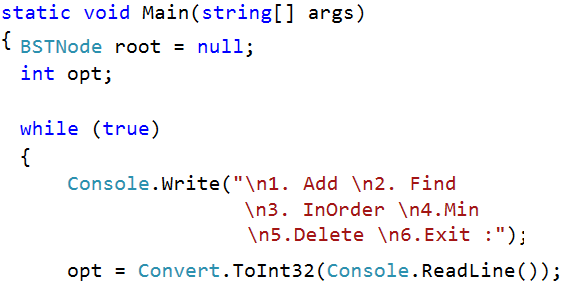 static void Main(string[] args)
{ BSTNode root = null;
int opt;
while (true)
{
Console.Write("\n1. Add \n2. Find
\n3. InOrder \n4.Min
\n5.Delete \n6.Exit :");
opt = Convert.ToInt32(Console.ReadLine());